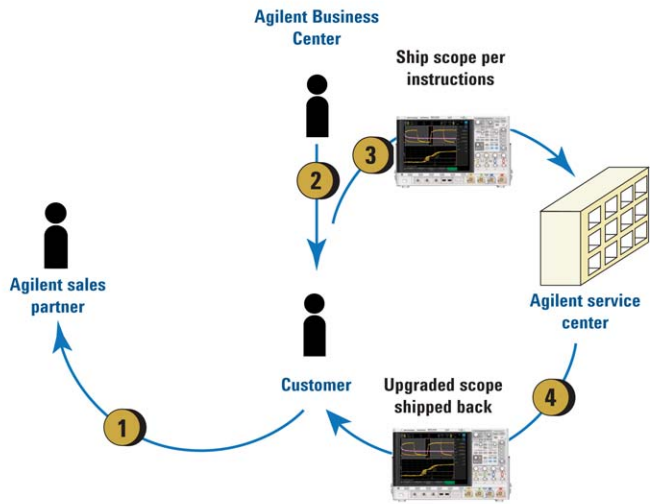 Agilent Business
Center
Ship scope per
instructions
3
2
Agilent sales
partner
Agilent service
center
Customer
Upgraded scope
shipped back
4
1